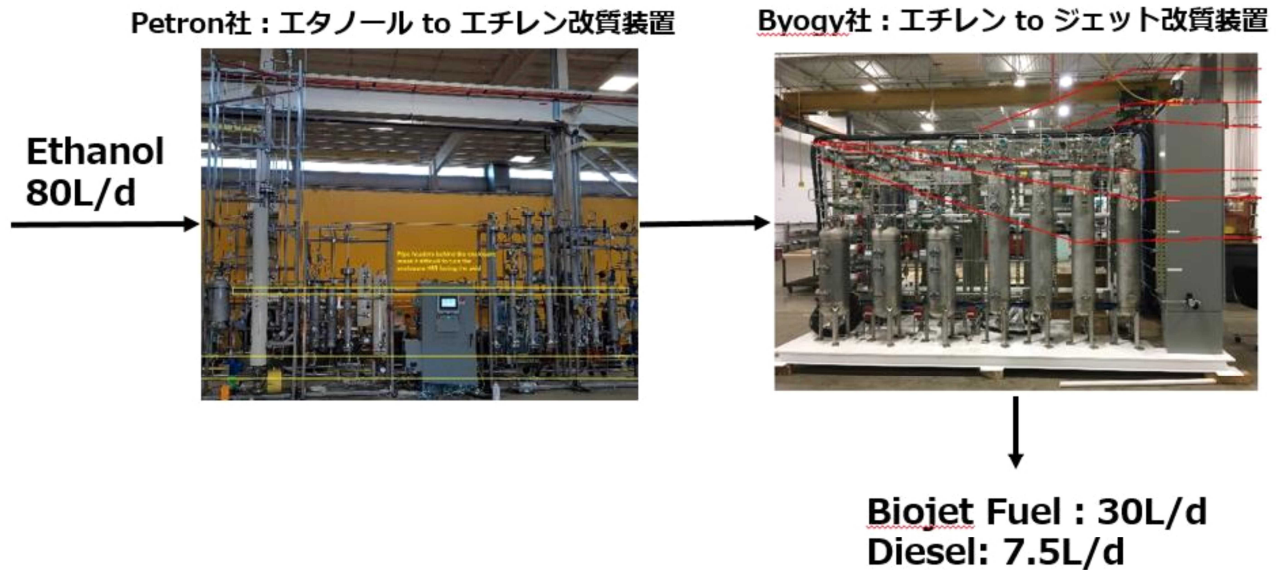 Petron社：エタノール to エチレン改質装置
Byogy社：エチレン to ジェット改質装置
Ethanol
80L/d
Biojet Fuel : 30L/d
Diesel: 7.5L/d